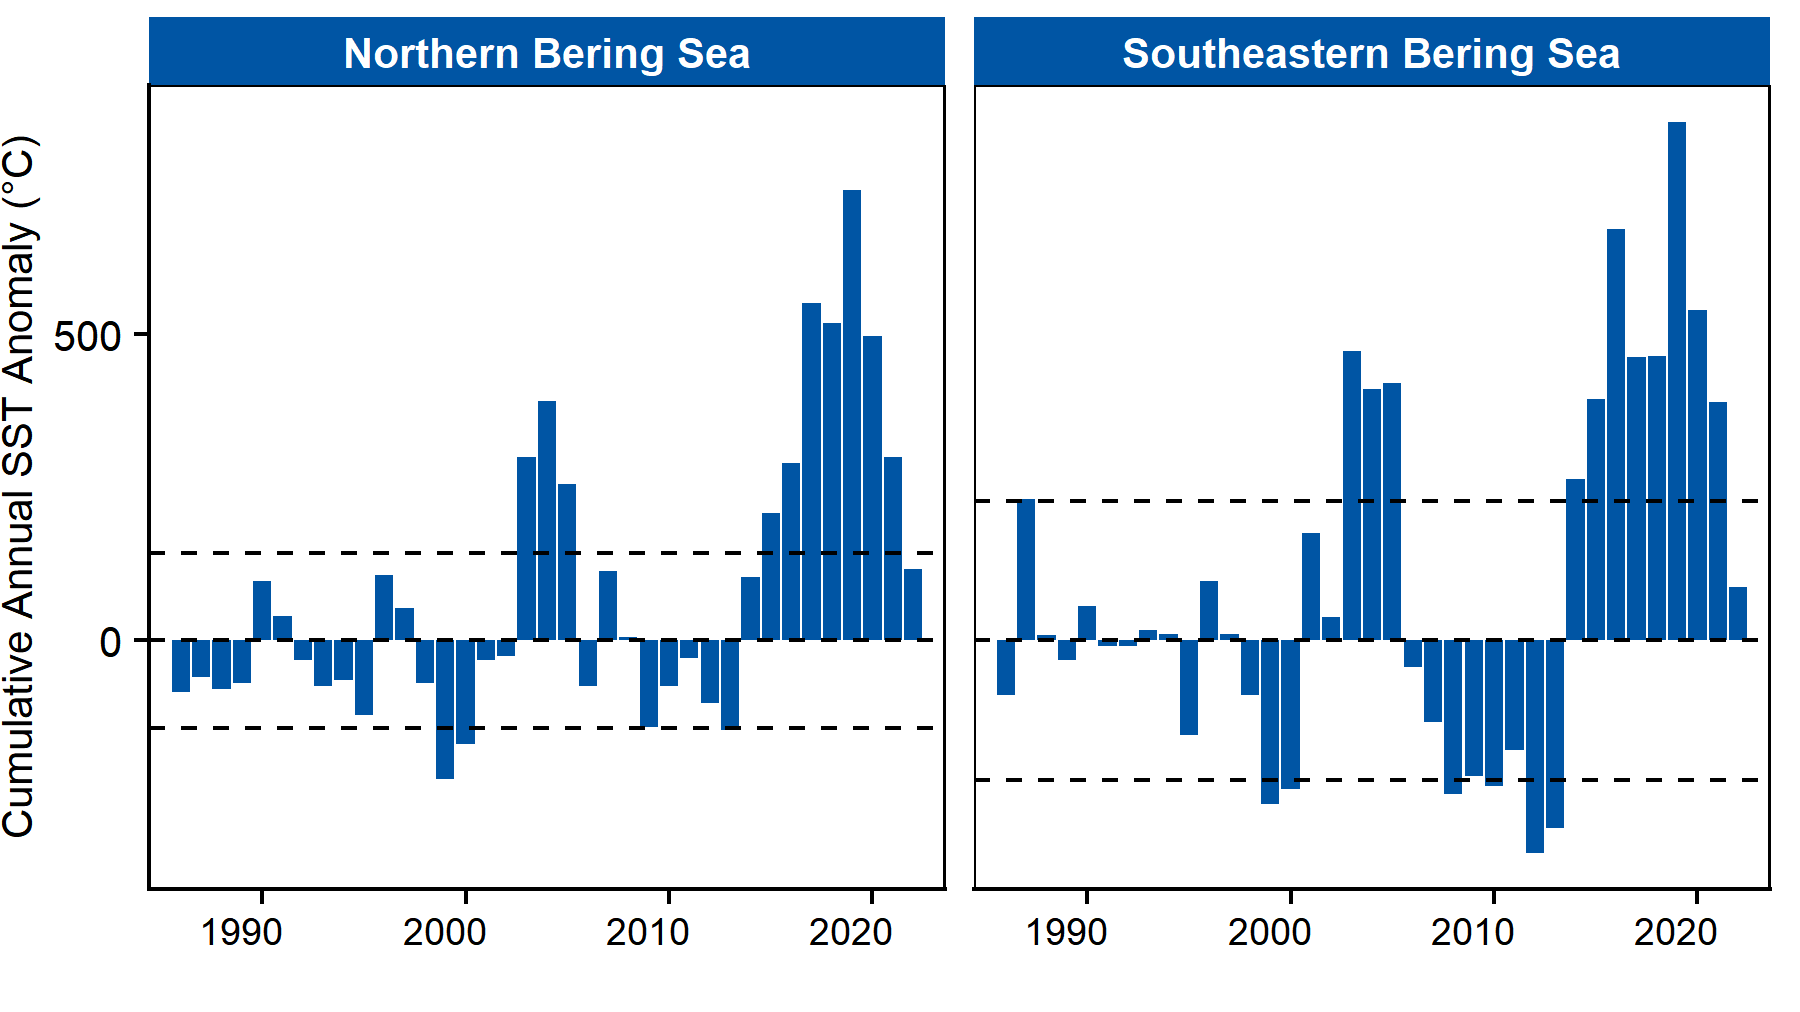 Northern Bering Sea
Southeastern Bering Sea
Cumulative Annual SST Anomaly (°C)
500
0
1990 2000 2010 2020
1990 2000 2010 2020